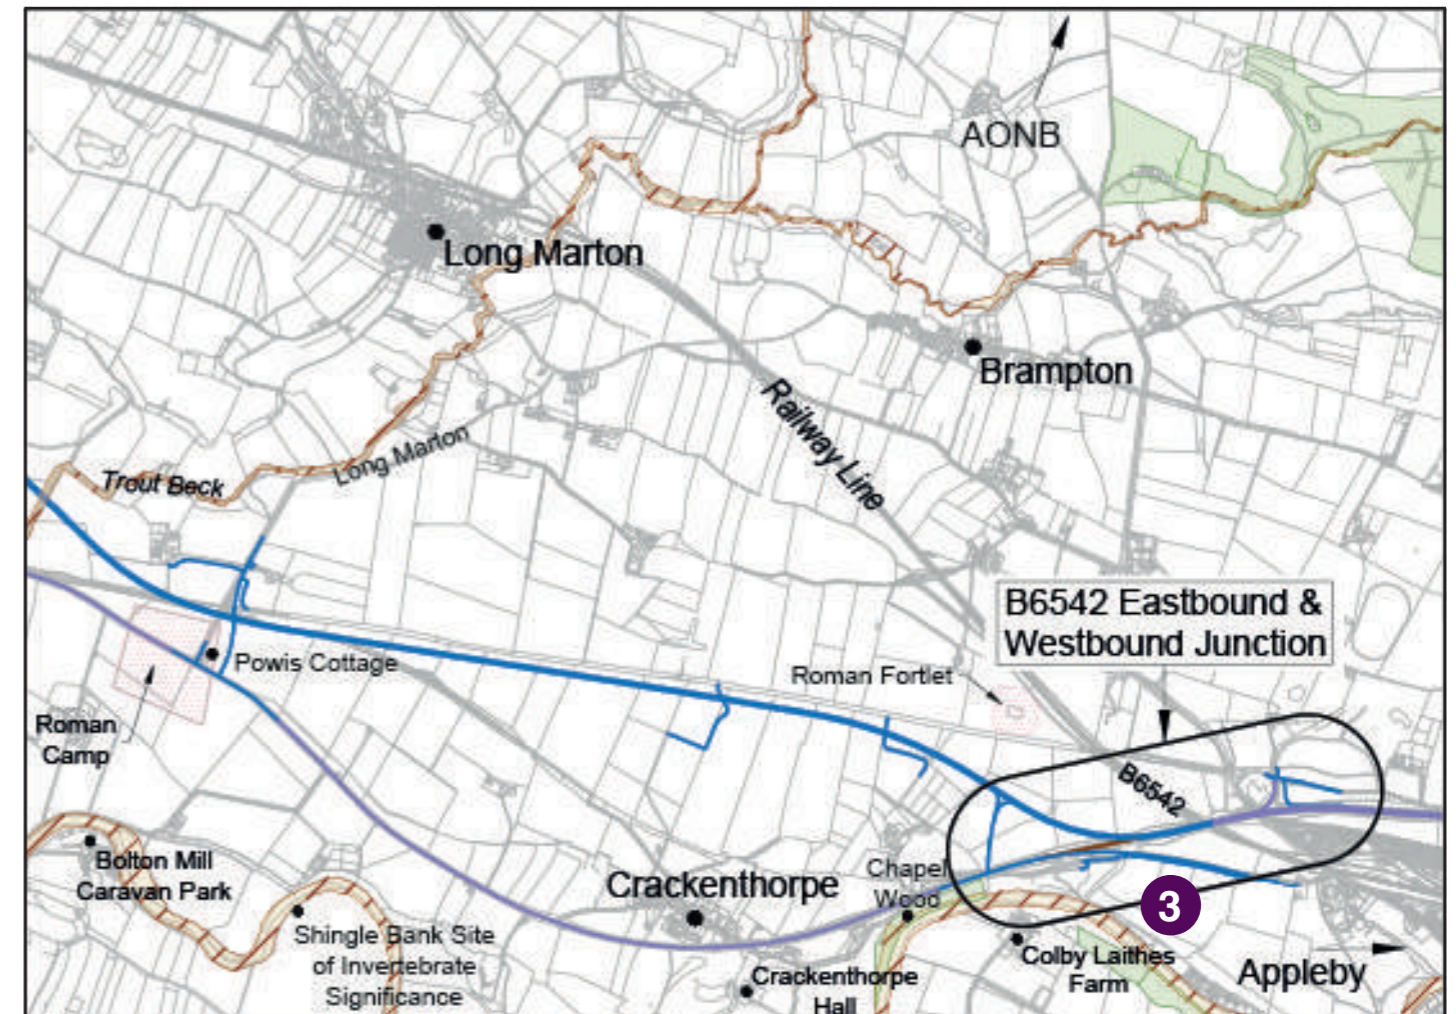 AONB
Long Marton
Brampton
Railway Line
Long Marton
Trout Beck
B6542 Eastbound &
Westbound Junction
Powis Cottage
Roman Fortlet
Roman
Camp
B6542
Bolton Mill
Caravan Park
Crackenthorpe
Chapel
Wood
3
Shingle Bank Site
of Invertebrate
Significance
Colby Laithes
Farm
Appleby
Crackenthorpe
Hall